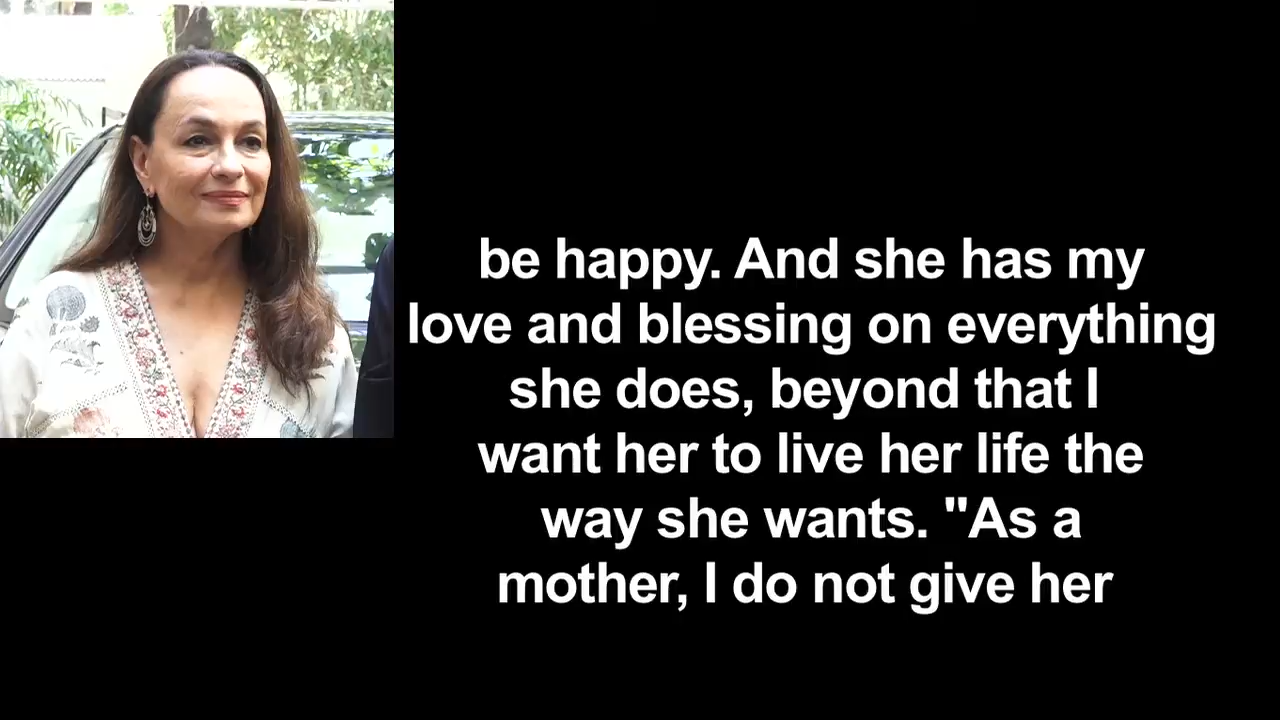 be happy. And she has my
love and blessing on everything
she does, beyond that I
want her to live her life the
way she wants. "As a
mother, I do not give her